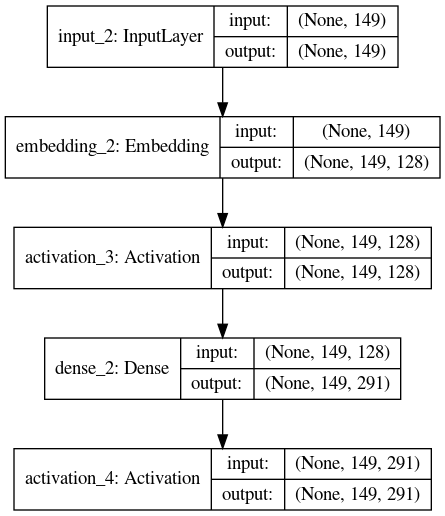 input_2: InputLayer
input: (None, 149)
output: (None, 149)
embedding_2: Embedding
input: (None, 149)
output: (None, 149, 128)
activation_3: Activation
input: (None, 149, 128)
output: (None, 149, 128)
dense_2: Dense
input: (None, 149, 128)
output: (None, 149, 291)
activation_4: Activation
input: (None, 149, 291)
output: (None, 149, 291)